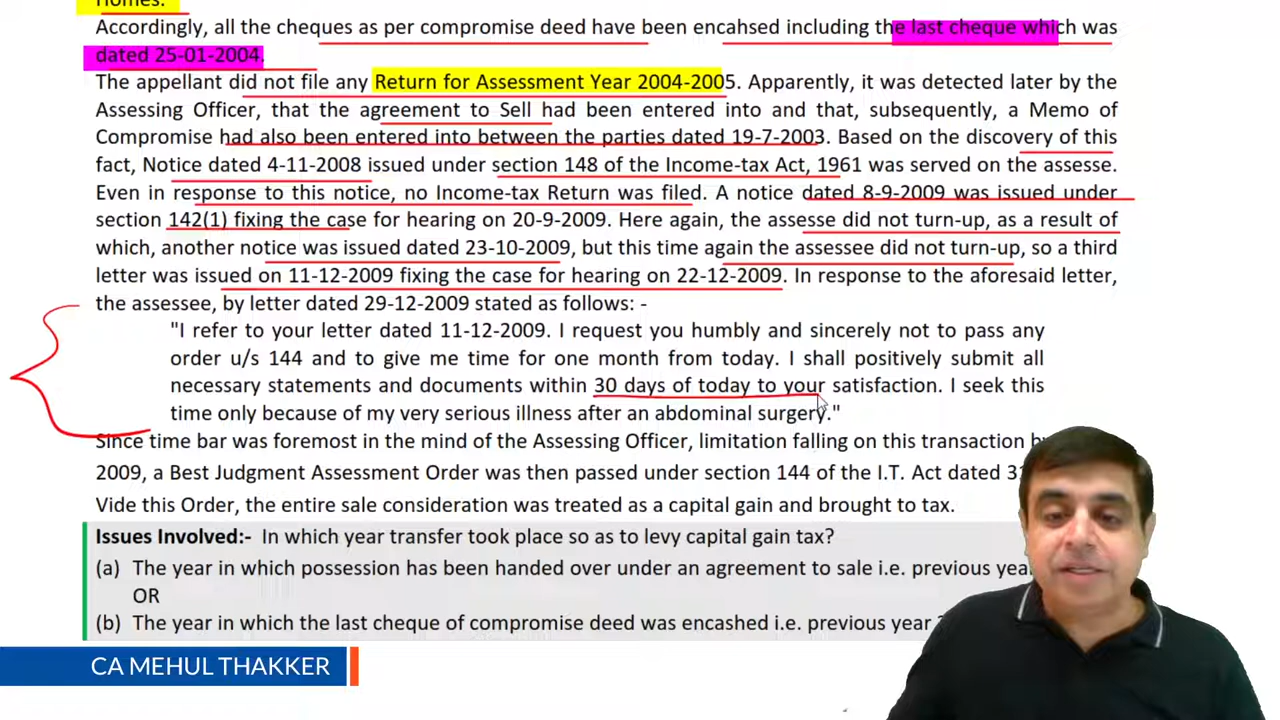 Homes.
Accordingly, all the cheques as per compromise deed have been encahsed including the last cheque which was
dated 25-01-2004.
The appellant did not file any Return for Assessment Year 2004-2005. Apparently, it was detected later by the
Assessing Officer, that the agreement to Sell had been entered into and that, subsequently, a Memo of
Compromise had also been entered into between the parties dated 19-7-2003. Based on the discovery of this
fact, Notice dated 4-11-2008 issued under section 148 of the Income-tax Act, 1961 was served on the assesse.
Even in response to this notice, no Income-tax Return was filed. A notice dated 8-9-2009 was issued under
section 142(1) fixing the case for hearing on 20-9-2009. Here again, the assesse did not turn-up, as a result of
which, another notice was issued dated 23-10-2009, but this time again the assessee did not turn-up, so a third
letter was issued on 11-12-2009 fixing the case for hearing on 22-12-2009. In response to the aforesaid letter,
the assessee, by letter dated 29-12-2009 stated as follows: -
"I refer to your letter dated 11-12-2009. I request you humbly and sincerely not to pass any
order u/s 144 and to give me time for one month from today. I shall positively submit all
necessary statements and documents within 30 days of today to your satisfaction. I seek this
time only because of my very serious illness after an abdominal surgery."
Since time bar was foremost in the mind of the Assessing Officer, limitation falling on this transaction
2009, a Best Judgment Assessment Order was then passed under section 144 of the I.T. Act dated
Vide this Order, the entire sale consideration was treated as a capital gain and brought to tax.
Issues Involved:- In which year transfer took place so as to levy capital gain tax?
(a) The year in which possession has been handed over under an agreement to sale i.e. previous
OR
(b) The year in which the last cheque of compromise deed was encashed i.e. previous year
CA MEHUL THAKKER